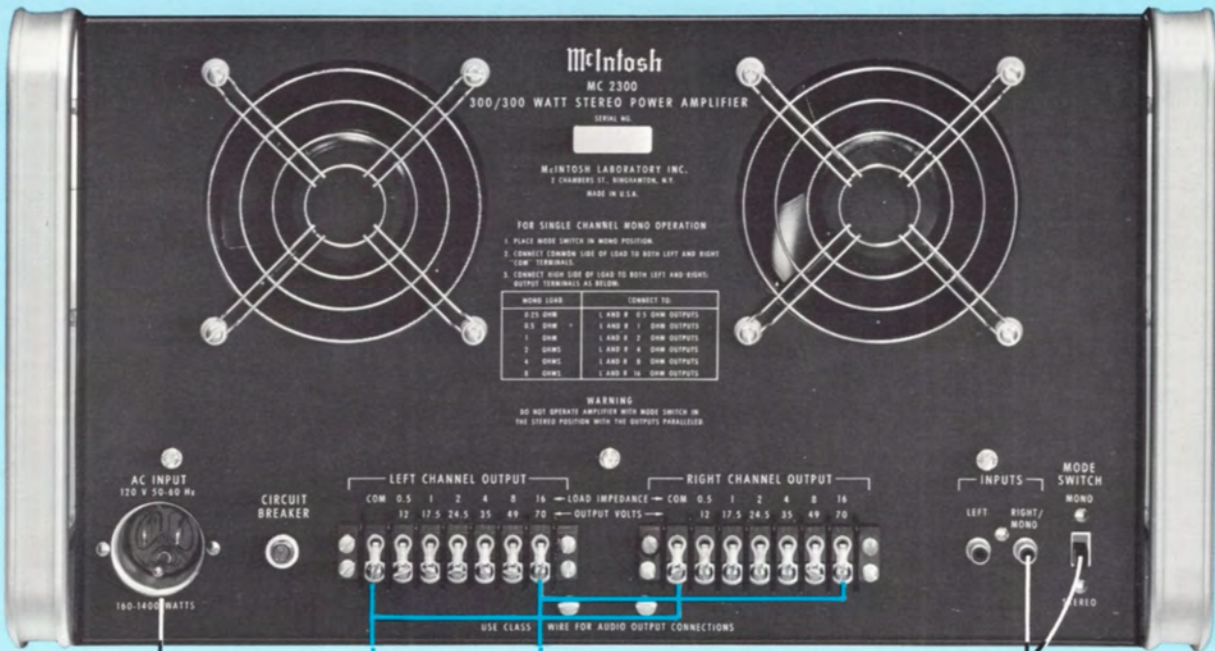 McIntosh
MC 2300
300/300 WATT STEREO POWER AMPLIFIER
SERIAL NO.
McINTOSH LABORATORY INC.
2 CHAMBERS ST., BINGHAMTON, N.Y.
MADE IN U.S.A.
FOR SINGLE CHANNEL MONO OPERATION
1. PLACE MODE SWITCH IN MONO POSITION.
2. CONNECT COMMON SIDE OF LOAD TO BOTH LEFT AND RIGHT
"COM" TERMINALS.
3. CONNECT HIGH SIDE OF LOAD TO BOTH LEFT AND RIGHT
OUTPUT TERMINALS AS BELOW:
MONO LOAD CONNECT TO:
0.25 OHM L AND R 0.5 OHM OUTPUTS
0.5 OHM L AND R 1 OHM OUTPUTS
1 OHM L AND R 2 OHM OUTPUTS
2 OHMS L AND R 4 OHM OUTPUTS
4 OHMS L AND R 8 OHM OUTPUTS
8 OHMS L AND R 16 OHM OUTPUTS
WARNING
DO NOT OPERATE AMPLIFIER WITH MODE SWITCH IN
THE STEREO POSITION WITH THE OUTPUTS PARALLELED.
AC INPUT
120 V 50-60 Hz
160-1400 WATTS
CIRCUIT
BREAKER
LEFT CHANNEL OUTPUT
COM 0.5 1 2 4 8 16
12 17.5 24.5 35 49 70
LOAD IMPEDANCE
OUTPUT VOLTS
RIGHT CHANNEL OUTPUT
COM 0.5 1 2 4 8 16
12 17.5 24.5 35 49 70
INPUTS
LEFT
RIGHT/
MONO
MODE
SWITCH
MONO
STEREO
USE CLASS WIRE FOR AUDIO OUTPUT CONNECTIONS